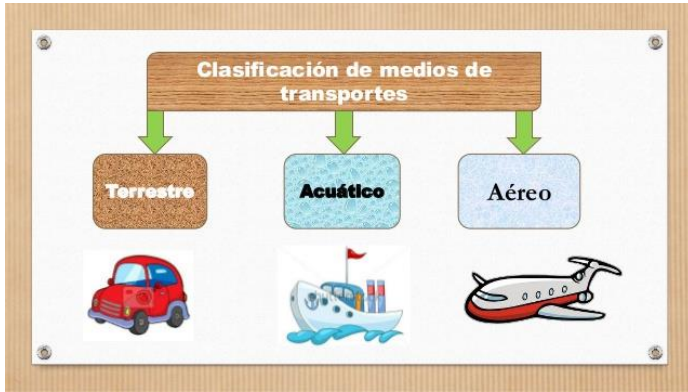 Clasificación de medios de
transportes
Terrestre
Acuático
Aéreo